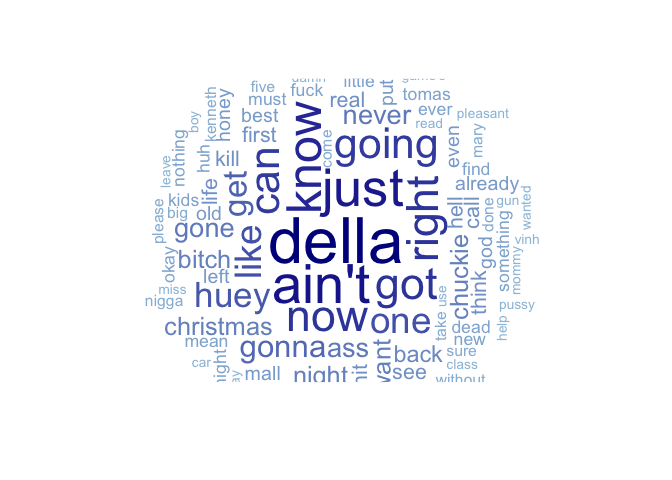 damn
five
fuck
little
put
games
must
real
tomas
boy
kenneth
honey
best
know
never
ever
read
pleasant
first
come
going
even
mary
nothing
huh
kill
can
just
find
already
leave
life
get
right
kids
big
old
hell
call
done
gun
wanted
please
gone
like
della
god
something
vinh
okay
bitch
left
ain't
got
chuckie
think
mommy
miss
nigga
huey
now
one
take
use
pussy
christmas
dead
help
mean
gonna
ass
want
back
new
sure
car
night
mall
night
see
class
without